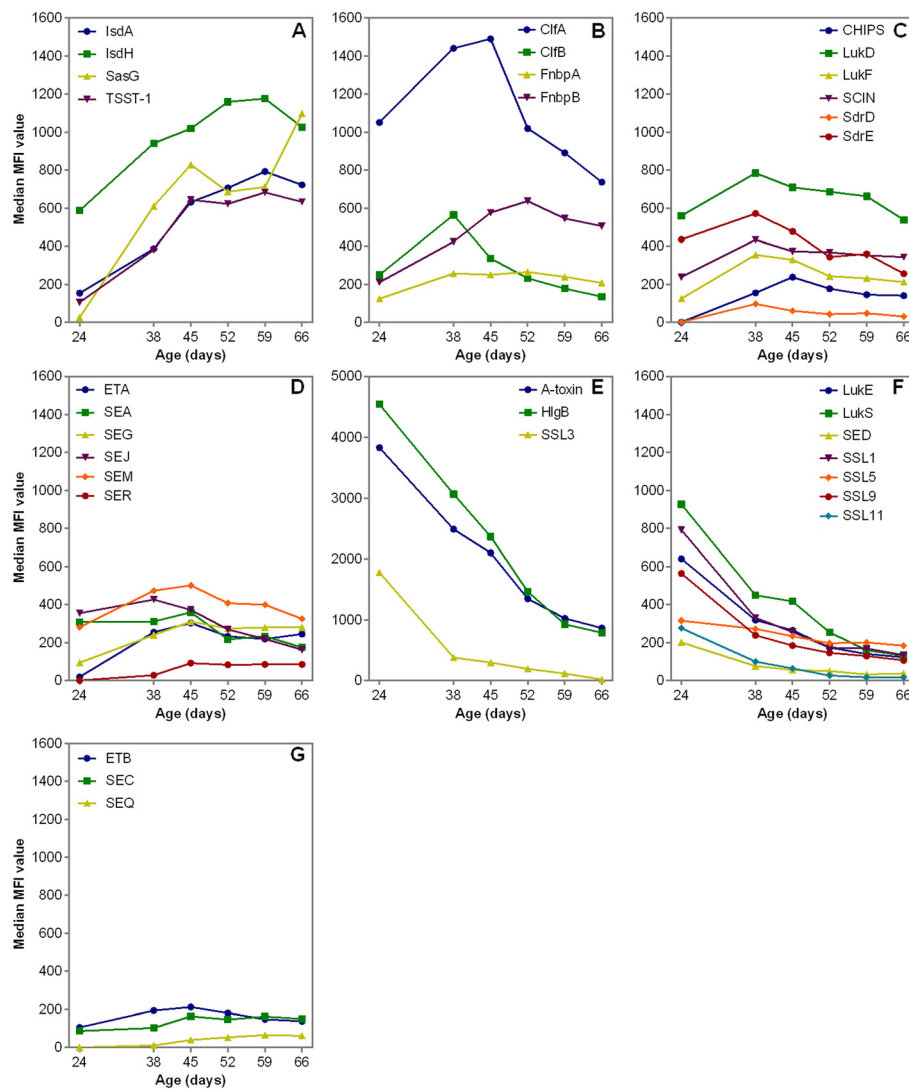 A
IsdA
IsdH
SasG
TSST-1
1600
1400
1200
1000
800
600
400
200
0
Median MFI value
24 38 45 52 59 66
Age (days)
B
ClfA
ClfB
FnbpA
FnbpB
1600
1400
1200
1000
800
600
400
200
0
24 38 45 52 59 66
Age (days)
C
CHIPS
LukD
LukF
SCIN
SdrD
SdrE
1600
1400
1200
1000
800
600
400
200
0
24 38 45 52 59 66
Age (days)
D
ETA
SEA
SEG
SEJ
SEM
SER
1600
1400
1200
1000
800
600
400
200
0
Median MFI value
24 38 45 52 59 66
Age (days)
E
A-toxin
HlgB
SSL3
5000
4000
3000
2000
1000
0
24 38 45 52 59 66
Age (days)
F
LukE
LukS
SED
SSL1
SSL5
SSL9
SSL11
1600
1400
1200
1000
800
600
400
200
0
24 38 45 52 59 66
Age (days)
G
ETB
SEC
SEQ
1600
1400
1200
1000
800
600
400
200
0
Median MFI value
24 38 45 52 59 66
Age (days)